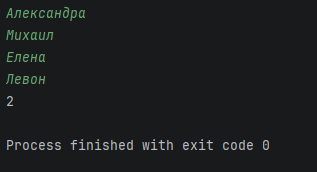 Александра
Михаил
Елена
Левон
2
Process finished with exit code 0